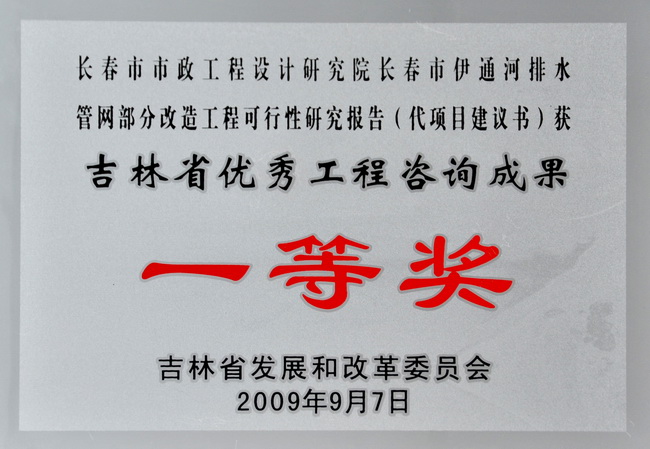 长春市市政工程设计研究院长春市伊通河排水
管网部分改造工程可行性研究报告（代项目建议书）获
吉林省优秀工程咨询成果
一等奖
吉林省发展和改革委员会
2009年9月7日